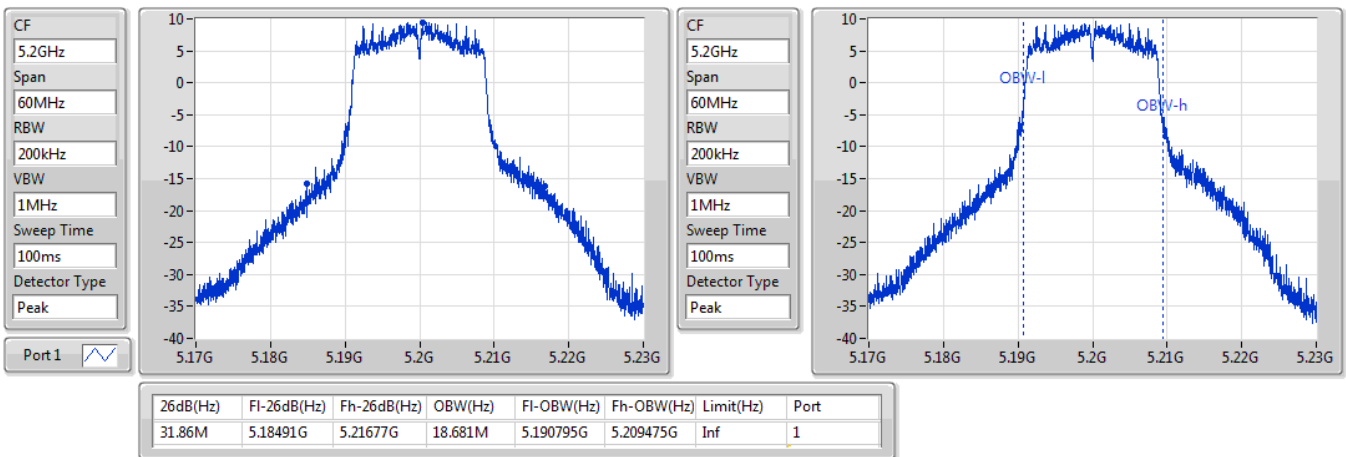 CF
5.2GHz
Span
60MHz
RBW
200kHz
VBW
1MHz
Sweep Time
100ms
Detector Type
Peak
Port 1
10
5
0
-5
-10
-15
-20
-25
-30
-35
-40
5.17G 5.18G 5.19G 5.2G 5.21G 5.22G 5.23G
CF
5.2GHz
Span
60MHz
RBW
200kHz
VBW
1MHz
Sweep Time
100ms
Detector Type
Peak
10
5
0
-5
-10
-15
-20
-25
-30
-35
-40
OBW-l
OBW-h
5.17G 5.18G 5.19G 5.2G 5.21G 5.22G 5.23G
26dB(Hz) Fl-26dB(Hz) Fh-26dB(Hz) OBW(Hz) Fl-OBW(Hz) Fh-OBW(Hz) Limit(Hz) Port
31.86M 5.18491G 5.21677G 18.681M 5.190795G 5.209475G Inf 1